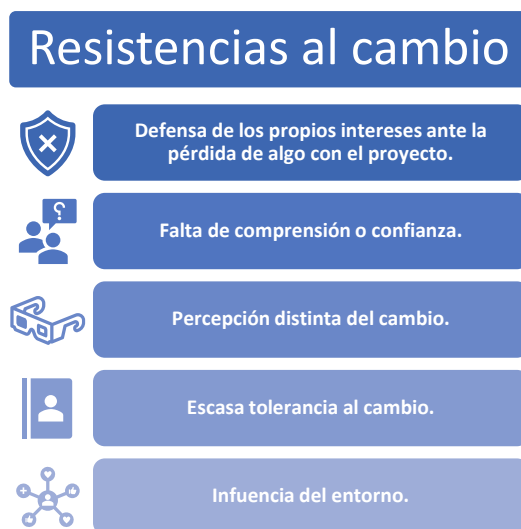 Resistencias al cambio
Defensa de los propios intereses ante la
pérdida de algo con el proyecto.
Falta de comprensión o confianza.
Percepción distinta del cambio.
Escasa tolerancia al cambio.
Infuencia del entorno.